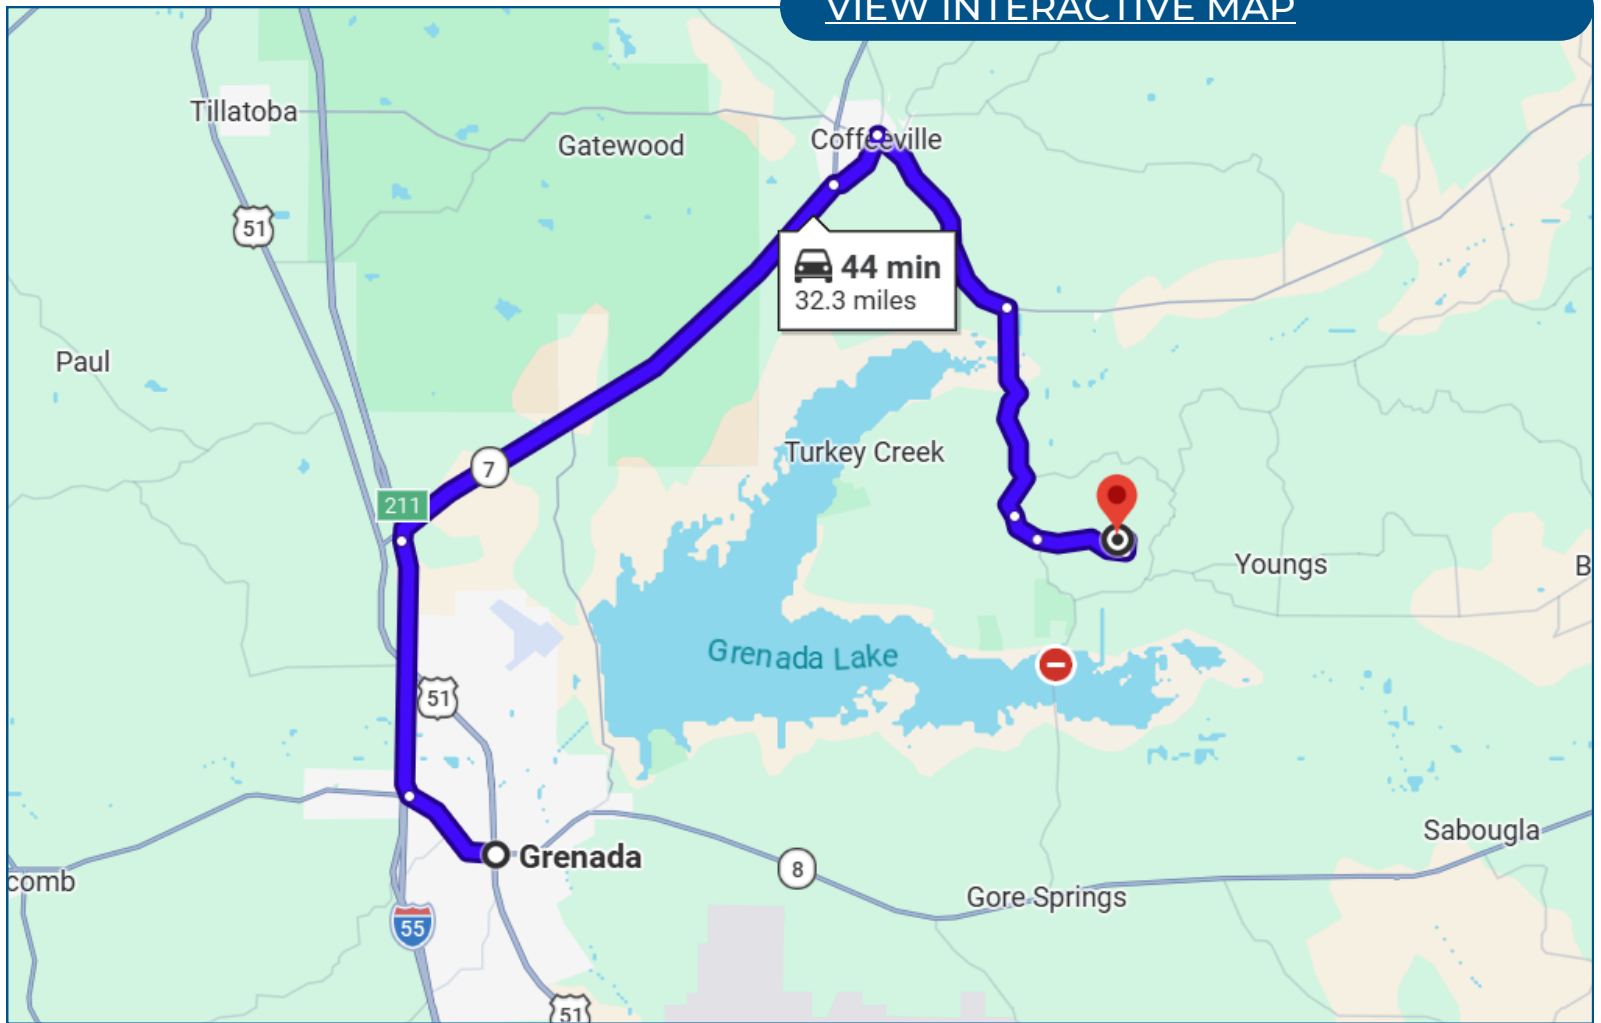 VIEW INTERACTIVE MAP
Tillatoba
Gatewood
Coffeeville
51
44 min
32.3 miles
Paul
Turkey Creek
7
211
Youngs
B
Grenada Lake
51
Sabougla
Grenada
8
comb
Gore Springs
55
51